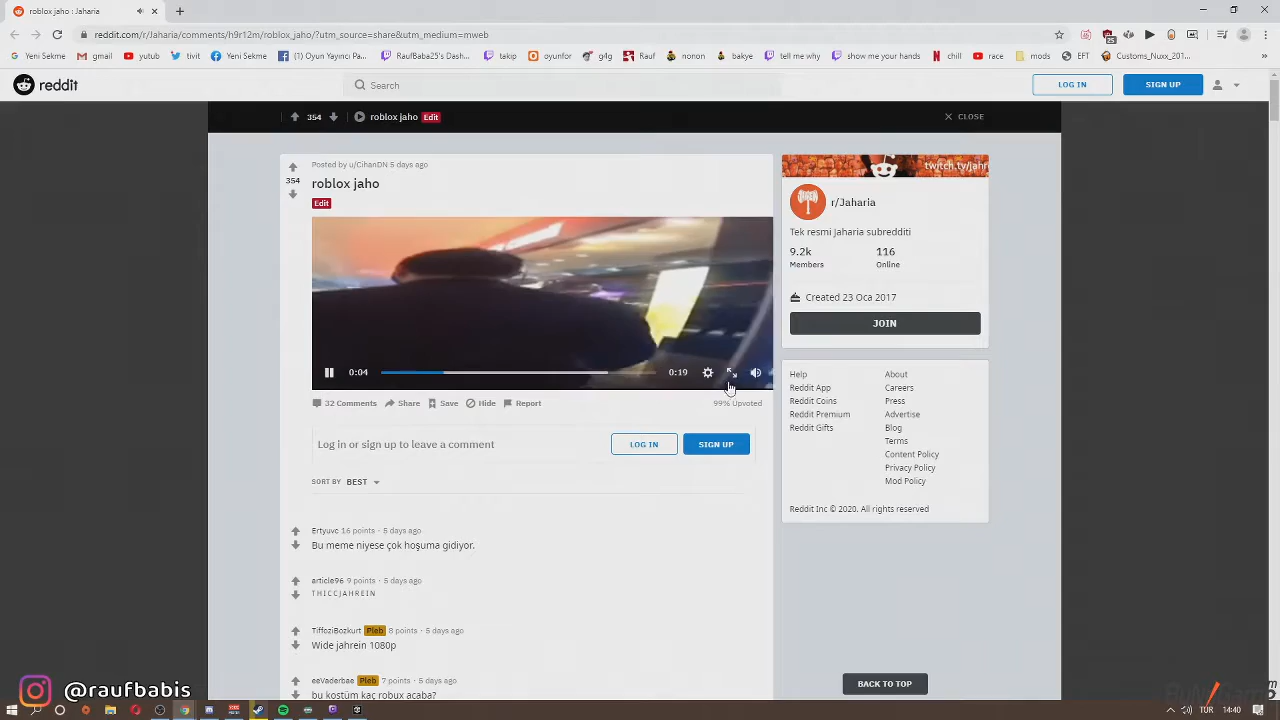 roblox jaho : Jaharia
reddit.com/r/Jaharia/comments/h9r12m/roblox_jaho/?utm_source=share&utm_medium=mweb
25
Yeni Sekme
gmail
youtube
tivit
Yeni Sekme
(1) Oyun Yayıncı Pa...
RaufBaba25's Dash...
takip
oyunfor
g4g
Rauf
nonon
bakye
tell me why
show me your hands
chill
race
mods
EFT
Customs_Nuxx_201...
reddit
Search
LOG IN
SIGN UP
354
roblox jaho Edit
CLOSE
Posted by u/CihanDN 5 days ago
354
roblox jaho
Edit
0:04
0:19
32 Comments
Share
Save
Hide
Report
99% Upvoted
Log in or sign up to leave a comment
LOG IN
SIGN UP
SORT BY BEST
Ertyuvc 16 points · 5 days ago
Bu meme niyese çok hoşuma gidiyor.
article96 9 points · 5 days ago
THICCJAHREIN
TiffoziBozkurt Pleb 8 points · 5 days ago
Wide jahrein 1080p
eeVaderbae Pleb 7 points · 5 days ago
bu kostüm kaç robux acaba?
twitch.tv/jahr
r/Jaharia
Tek resmi Jaharia subredditi
9.2k
116
Members
Online
Created 23 Oca 2017
JOIN
Help
About
Reddit App
Careers
Reddit Coins
Press
Reddit Premium
Advertise
Reddit Gifts
Blog
Terms
Content Policy
Privacy Policy
Mod Policy
Reddit Inc © 2020. All rights reserved
BACK TO TOP
@raufbabis
TUR
14:40